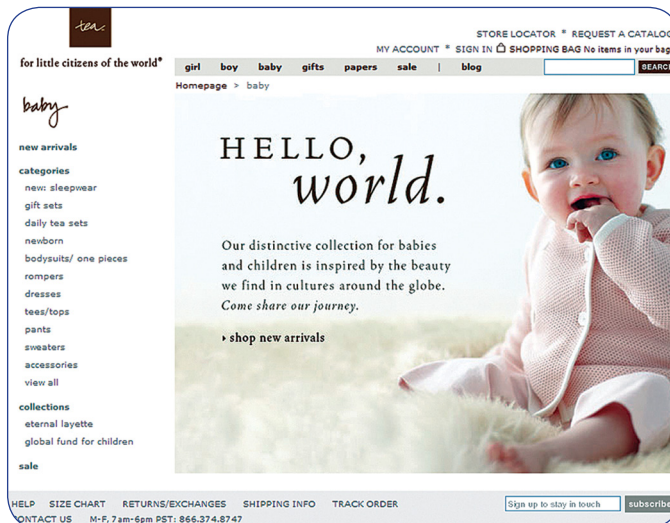 tea.
for little citizens of the world®
STORE LOCATOR * REQUEST A CATALOG
MY ACCOUNT * SIGN IN SHOPPING BAG No items in your bag
girl boy baby gifts papers sale | blog
SEARCH
Homepage > baby
baby
new arrivals
categories
new: sleepwear
gift sets
daily tea sets
newborn
bodysuits/ one pieces
rompers
dresses
tees/tops
pants
sweaters
accessories
view all
collections
eternal layette
global fund for children
sale
HELLO,
world.
Our distinctive collection for babies
and children is inspired by the beauty
we find in cultures around the globe.
Come share our journey.
shop new arrivals
HELP SIZE CHART RETURNS/EXCHANGES SHIPPING INFO TRACK ORDER
Sign up to stay in touch subscribe
CONTACT US M-F, 7am-6pm PST: 866.374.8747